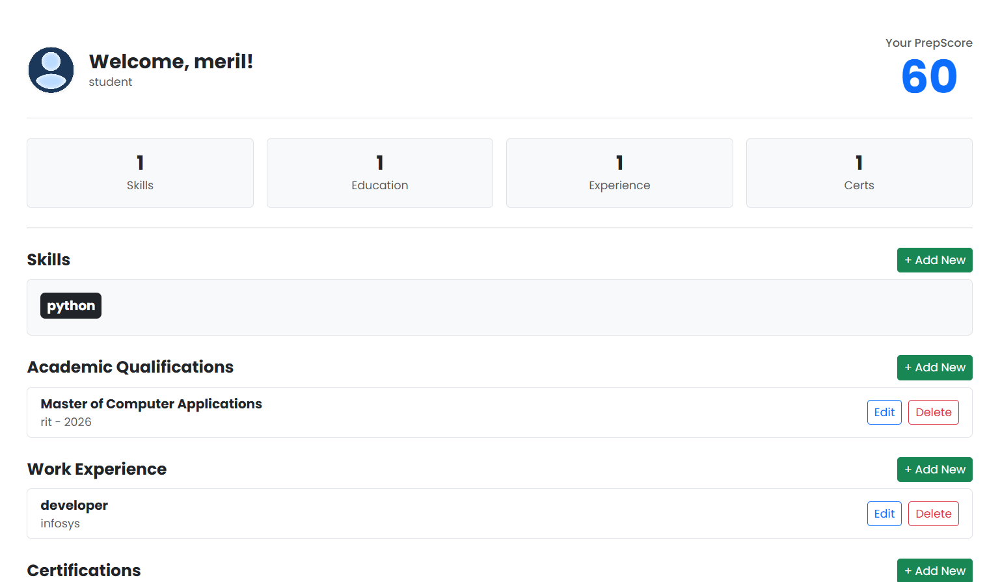 Your PrepScore
60
Welcome, meril!
student
1
Skills
1
Education
1
Experience
1
Certs
Skills
+ Add New
python
Academic Qualifications
+ Add New
Master of Computer Applications
rit - 2026
Edit
Delete
Work Experience
+ Add New
developer
infosys
Edit
Delete
Certifications
+ Add New